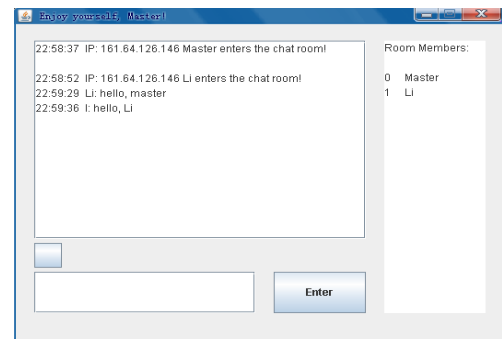 Enjoy yourself, Master!
22:58:37 IP: 161.64.126.146 Master enters the chat room!
22:58:52 IP: 161.64.126.146 Li enters the chat room!
22:59:29 Li: hello, master
22:59:36 I: hello, Li
Room Members:
0 Master
1 Li
Enter